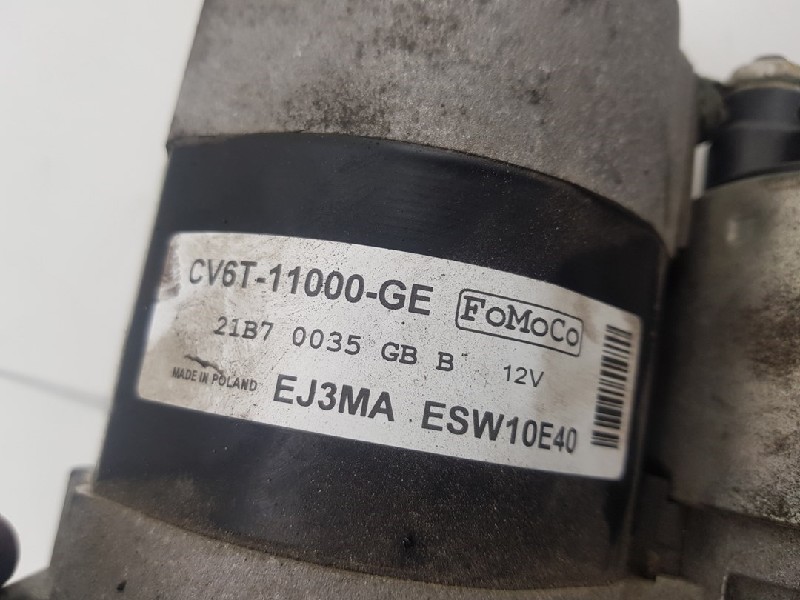 CV6T-11000-GE FoMoCo
21B7 0035 GB B 12V
MADE IN POLAND EJ3MA ESW10E40